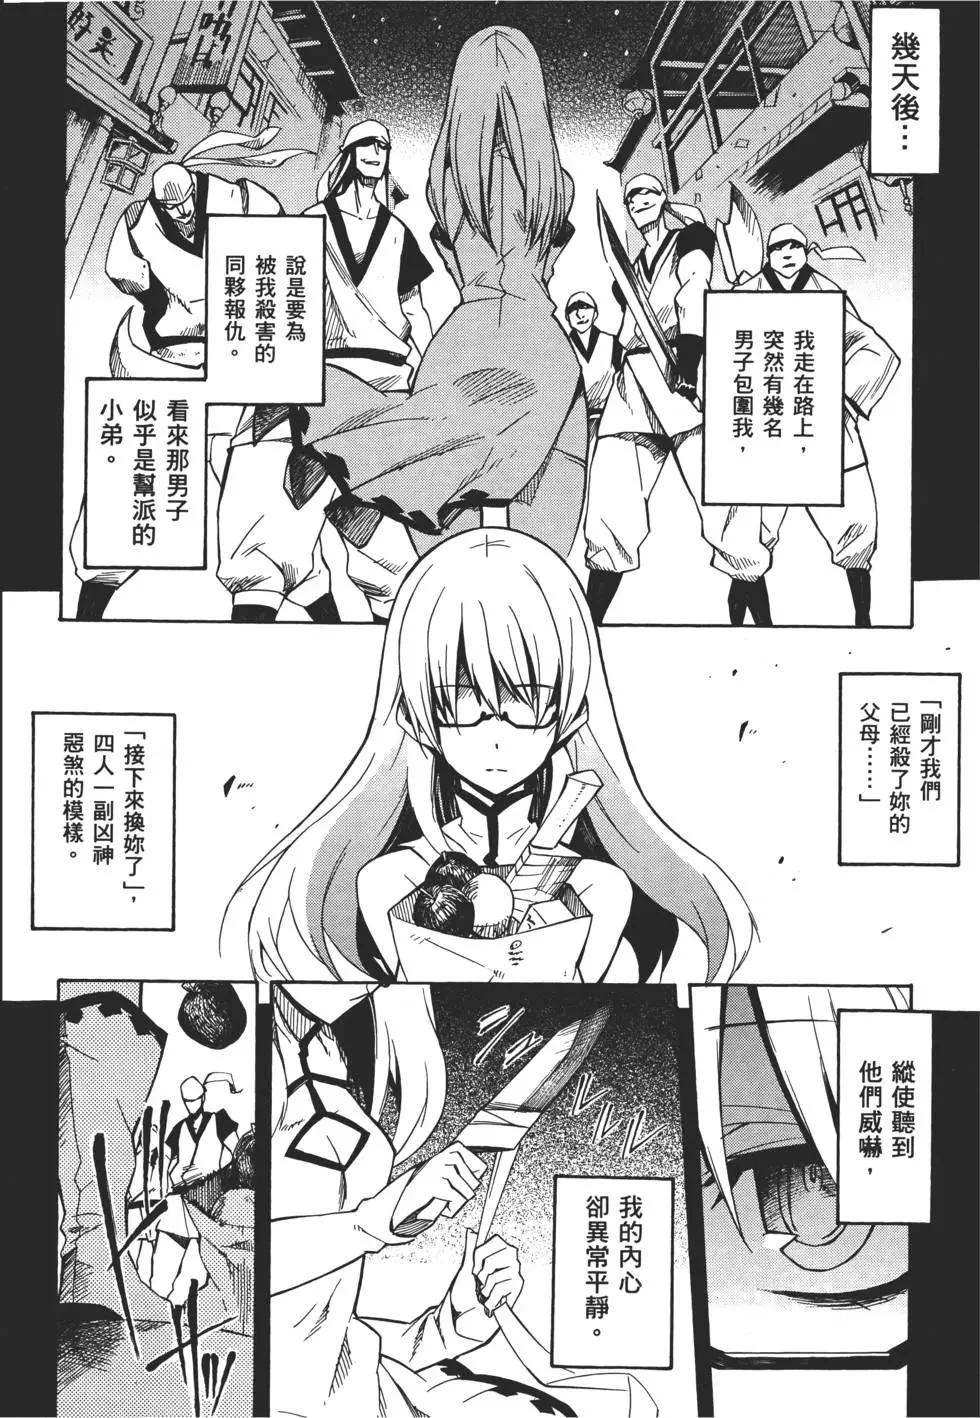 幾天後…
我走在路上，
突然有幾名
男子包圍我，
說是要為
被我殺害的
同夥報仇。
看來那男子
似乎是幫派的
小弟。
「剛才我們
已經殺了妳的
父母……」
「接下來換妳了」，
四人一副凶神
惡煞的模樣。
縱使聽到
他們威嚇，
我的內心
卻異常平靜。